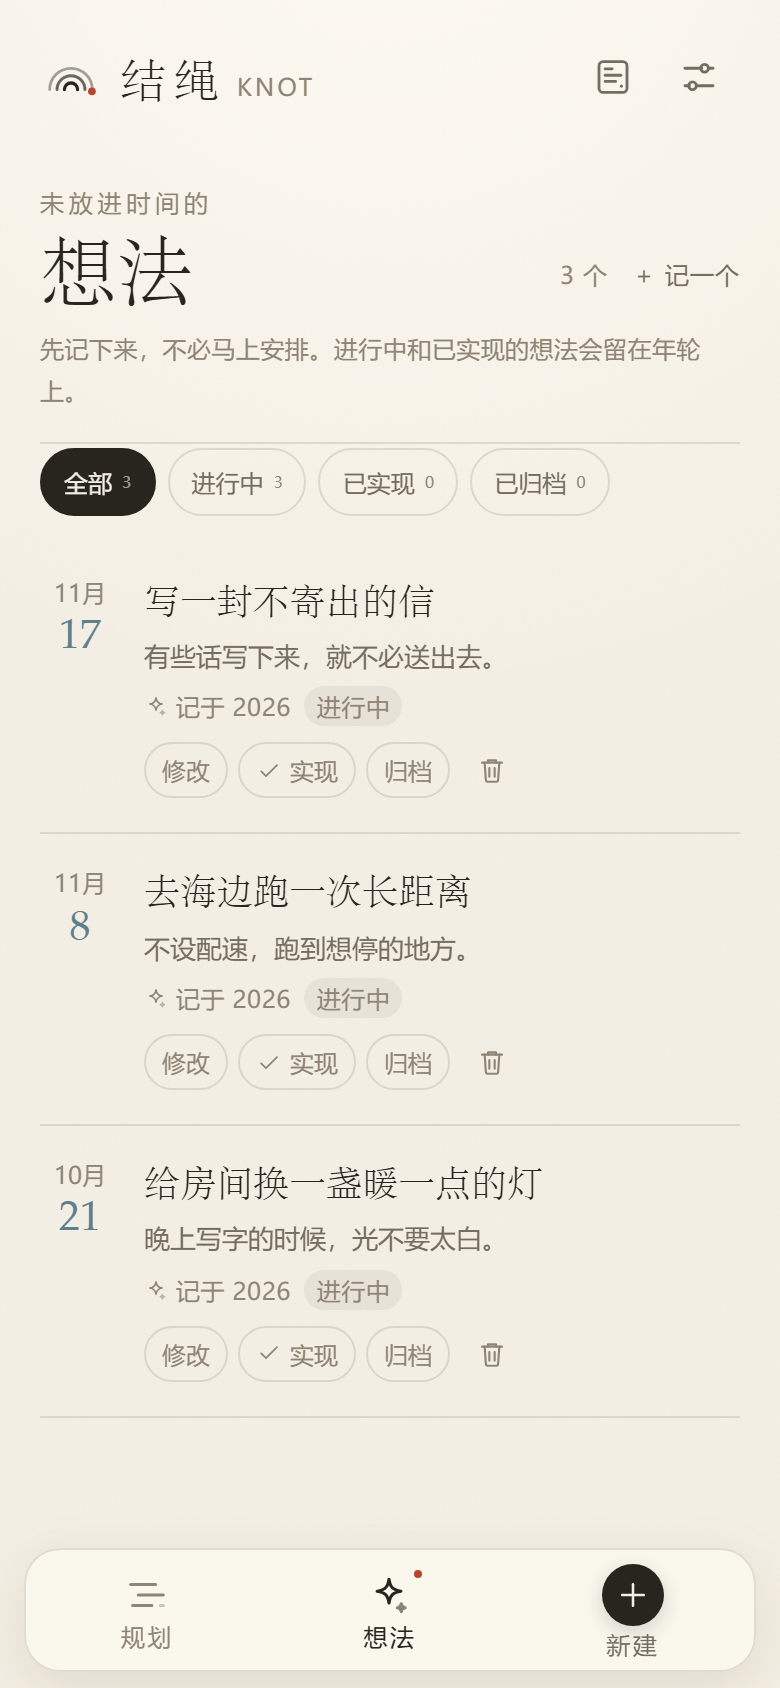 结绳 KNOT
未放进时间的
想法
3 个 + 记一个
先记下来，不必马上安排。进行中和已实现的想法会留在年轮
上。
全部 3 进行中 3 已实现 0 已归档 0
11月
17
写一封不寄出的信
有些话写下来，就不必送出去。
记于 2026 进行中
修改 实现 归档
11月
8
去海边跑一次长距离
不设配速，跑到想停的地方。
记于 2026 进行中
修改 实现 归档
10月
21
给房间换一盏暖一点的灯
晚上写字的时候，光不要太白。
记于 2026 进行中
修改 实现 归档
规划 想法 新建